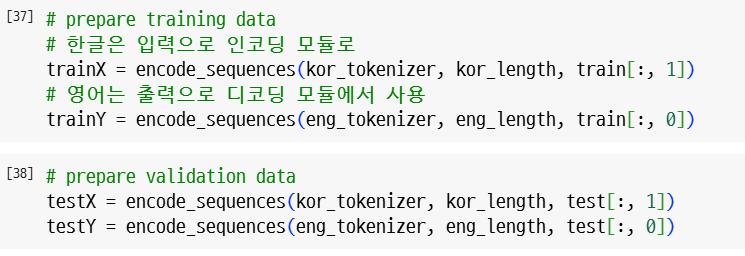 [37] # prepare training data
# 한글은 입력으로 인코딩 모듈로
trainX = encode_sequences(kor_tokenizer, kor_length, train[:, 1])
# 영어는 출력으로 디코딩 모듈에서 사용
trainY = encode_sequences(eng_tokenizer, eng_length, train[:, 0])
[38] # prepare validation data
testX = encode_sequences(kor_tokenizer, kor_length, test[:, 1])
testY = encode_sequences(eng_tokenizer, eng_length, test[:, 0])